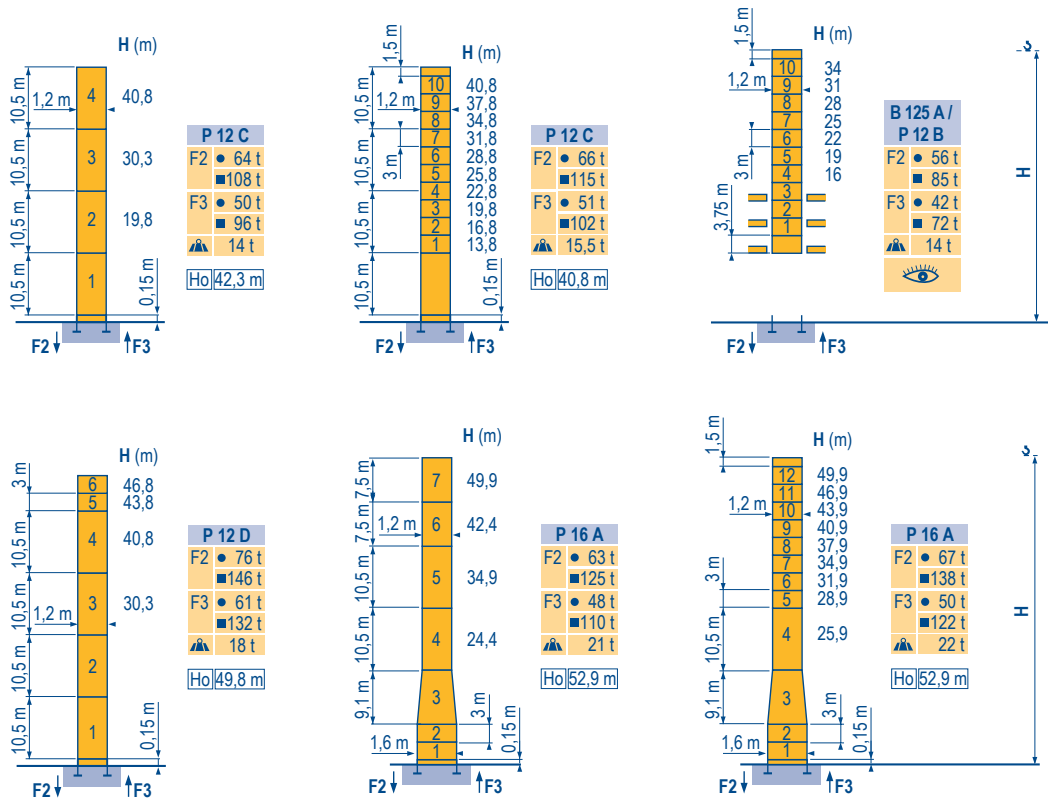 H (m)
10,5 m
1,2 m
4 40,8
10,5 m
3 30,3
10,5 m
2 19,8
10,5 m
1
0,15 m
F2 F3
P 12 C
F2 ● 64 t
■ 108 t
F3 ● 50 t
■ 96 t
14 t
Ho 42,3 m
H (m)
1,5 m
10,5 m
1,2 m
10 40,8
9 37,8
8 34,8
10,5 m
3 m
7 31,8
6 28,8
5 25,8
10,5 m
4 22,8
3 19,8
2 16,8
1 13,8
10,5 m
0,15 m
F2 F3
P 12 C
F2 ● 66 t
■ 115 t
F3 ● 51 t
■ 102 t
15,5 t
Ho 40,8 m
H (m)
1,5 m
1,2 m
10 34
9 31
8 28
7 25
3 m
6 22
5 19
4 16
3
2
1
3,75 m
F2 F3
H
B 125 A /
P 12 B
F2 ● 56 t
■ 85 t
F3 ● 42 t
■ 72 t
14 t
H (m)
3 m
6 46,8
5 43,8
10,5 m
4 40,8
10,5 m
1,2 m
3 30,3
10,5 m
2
10,5 m
1
0,15 m
F2 F3
P 12 D
F2 ● 76 t
■ 146 t
F3 ● 61 t
■ 132 t
18 t
Ho 49,8 m
H (m)
7,5 m
7 49,9
7,5 m
1,2 m
6 42,4
10,5 m
5 34,9
10,5 m
4 24,4
9,1 m
3
3 m
2
1,6 m
1
0,15 m
F2 F3
P 16 A
F2 ● 63 t
■ 125 t
F3 ● 48 t
■ 110 t
21 t
Ho 52,9 m
H (m)
1,5 m
12 49,9
11 46,9
1,2 m
10 43,9
9 40,9
8 37,9
7 34,9
6 31,9
3 m
5 28,9
10,5 m
4 25,9
9,1 m
3
3 m
2
1,6 m
1
0,15 m
F2 F3
H
P 16 A
F2 ● 67 t
■ 138 t
F3 ● 50 t
■ 122 t
22 t
Ho 52,9 m